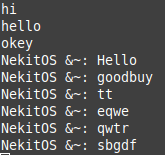 hi
hello
okey
NekitOS &~: Hello
NekitOS &~: goodbuy
NekitOS &~: tt
NekitOS &~: eqwe
NekitOS &~: qwtr
NekitOS &~: sbgdf